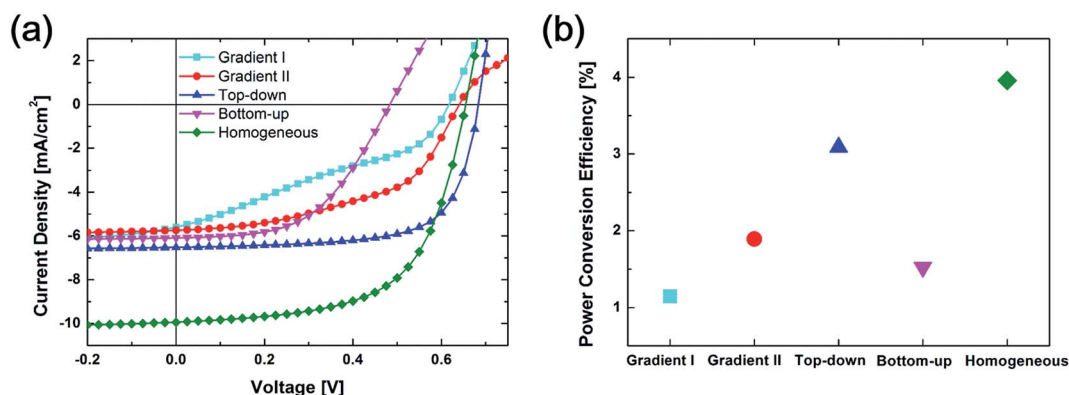 (a)
2
0
-2
-4
-6
-8
-10
Current Density [mA/cm²]
Gradient I
Gradient II
Top-down
Bottom-up
Homogeneous
-0.2
0.0
0.2
0.4
0.6
Voltage [V]
(b)
4
3
2
1
Power Conversion Efficiency [%]
Gradient I
Gradient II
Top-down
Bottom-up
Homogeneous